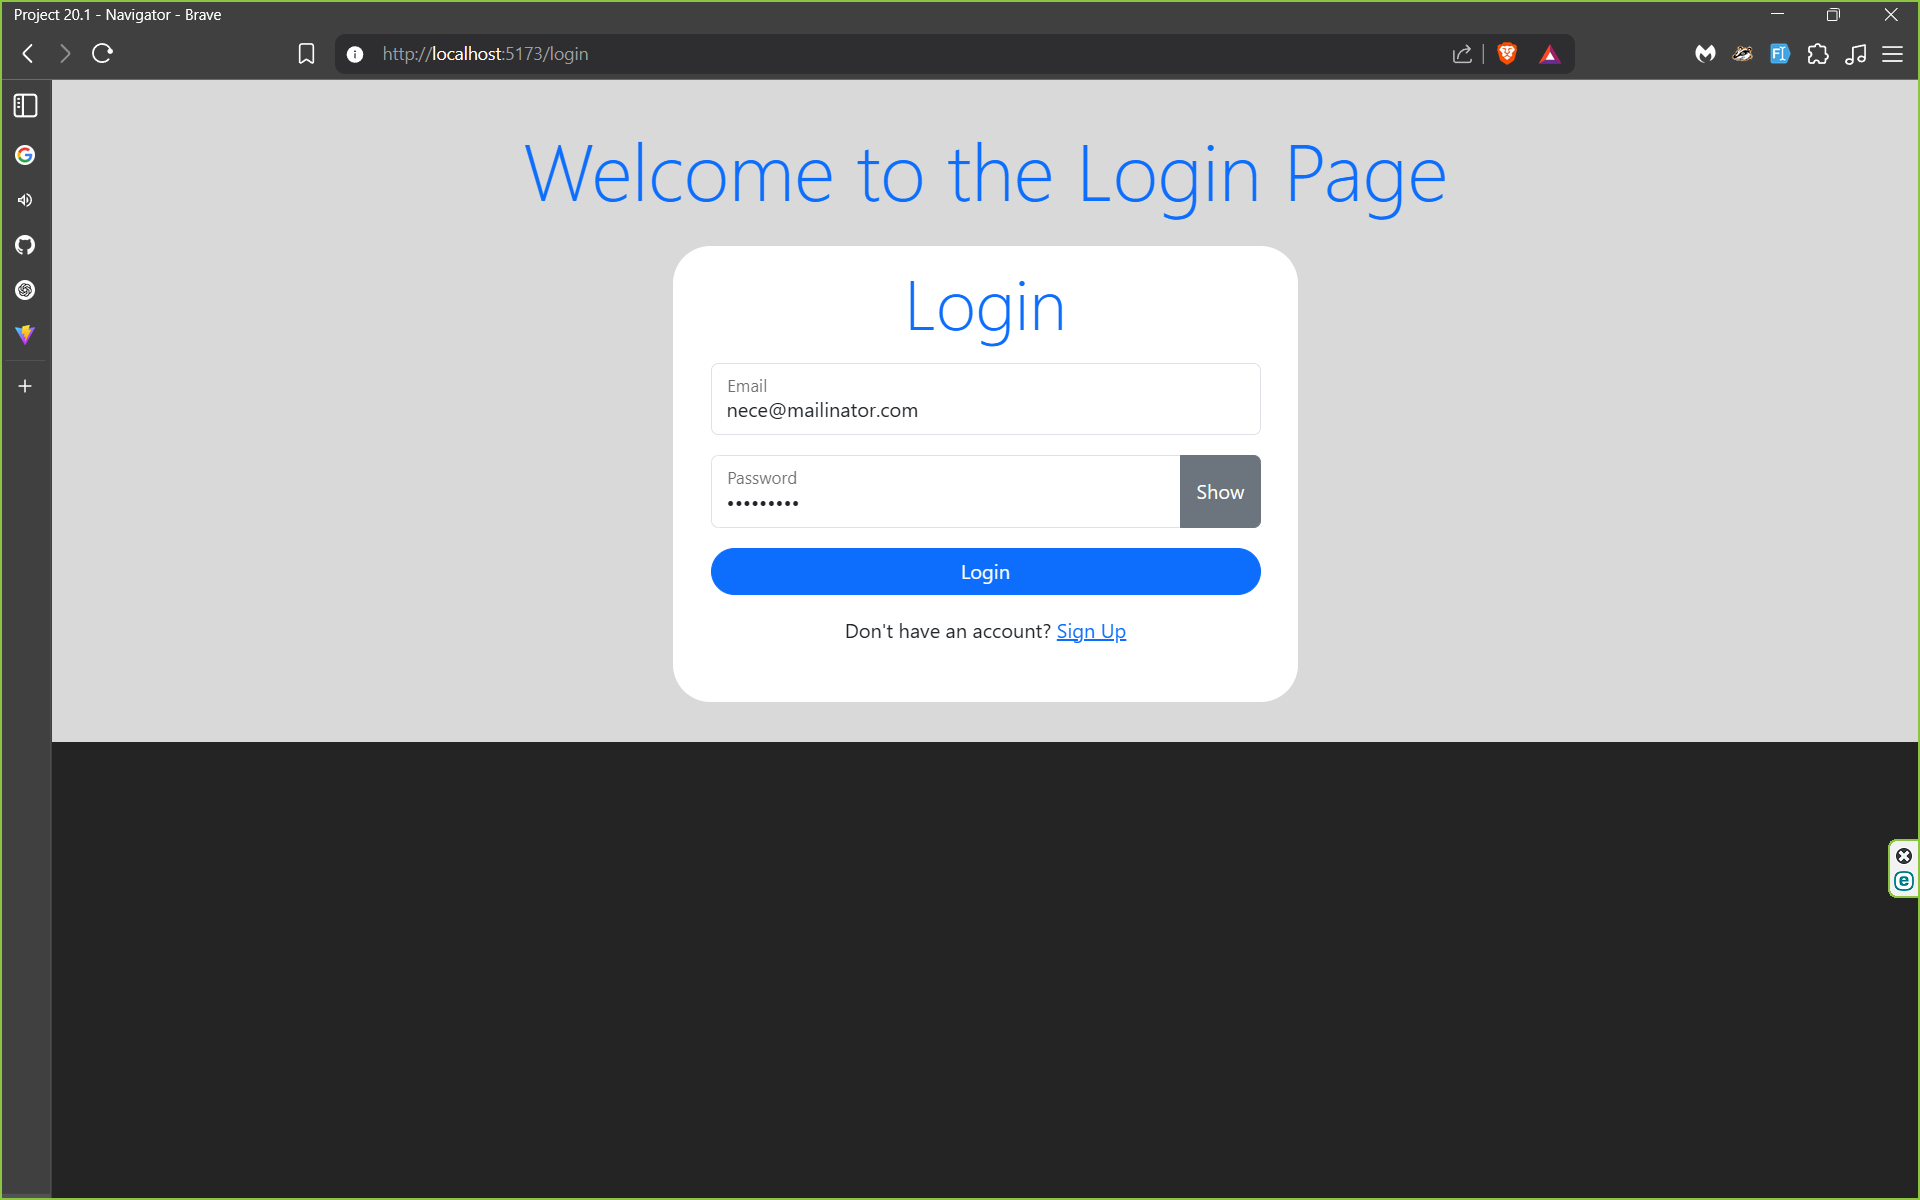 Project 20.1 - Navigator - Brave
http://localhost:5173/login
Welcome to the Login Page
Login
Email
nece@mailinator.com
Password
•••••••••
Show
Login
Don't have an account? Sign Up